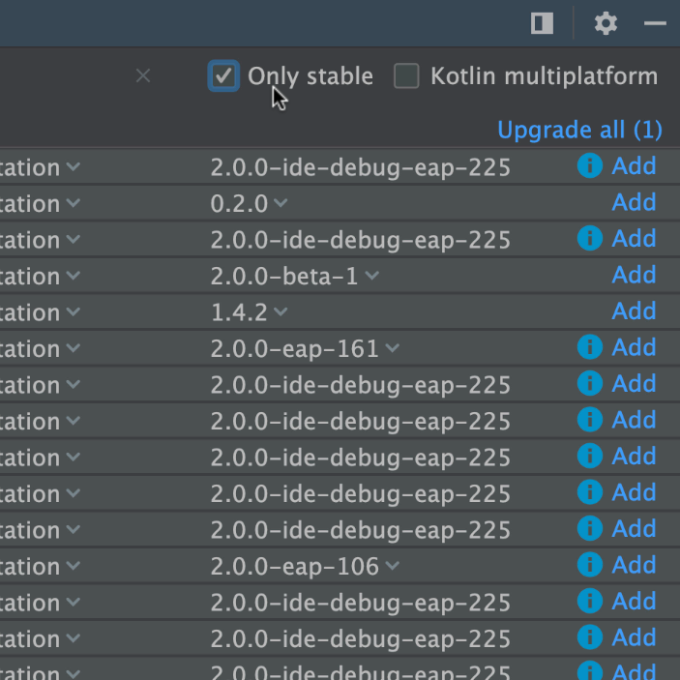 Only stable Kotlin multiplatform
Upgrade all (1)
tation 2.0.0-ide-debug-eap-225 Add
tation 0.2.0 Add
tation 2.0.0-ide-debug-eap-225 Add
tation 2.0.0-beta-1 Add
tation 1.4.2 Add
tation 2.0.0-eap-161 Add
tation 2.0.0-ide-debug-eap-225 Add
tation 2.0.0-ide-debug-eap-225 Add
tation 2.0.0-ide-debug-eap-225 Add
tation 2.0.0-ide-debug-eap-225 Add
tation 2.0.0-ide-debug-eap-225 Add
tation 2.0.0-eap-106 Add
tation 2.0.0-ide-debug-eap-225 Add
tation 2.0.0-ide-debug-eap-225 Add
tation 2.0.0-ide-debug-eap-225 Add